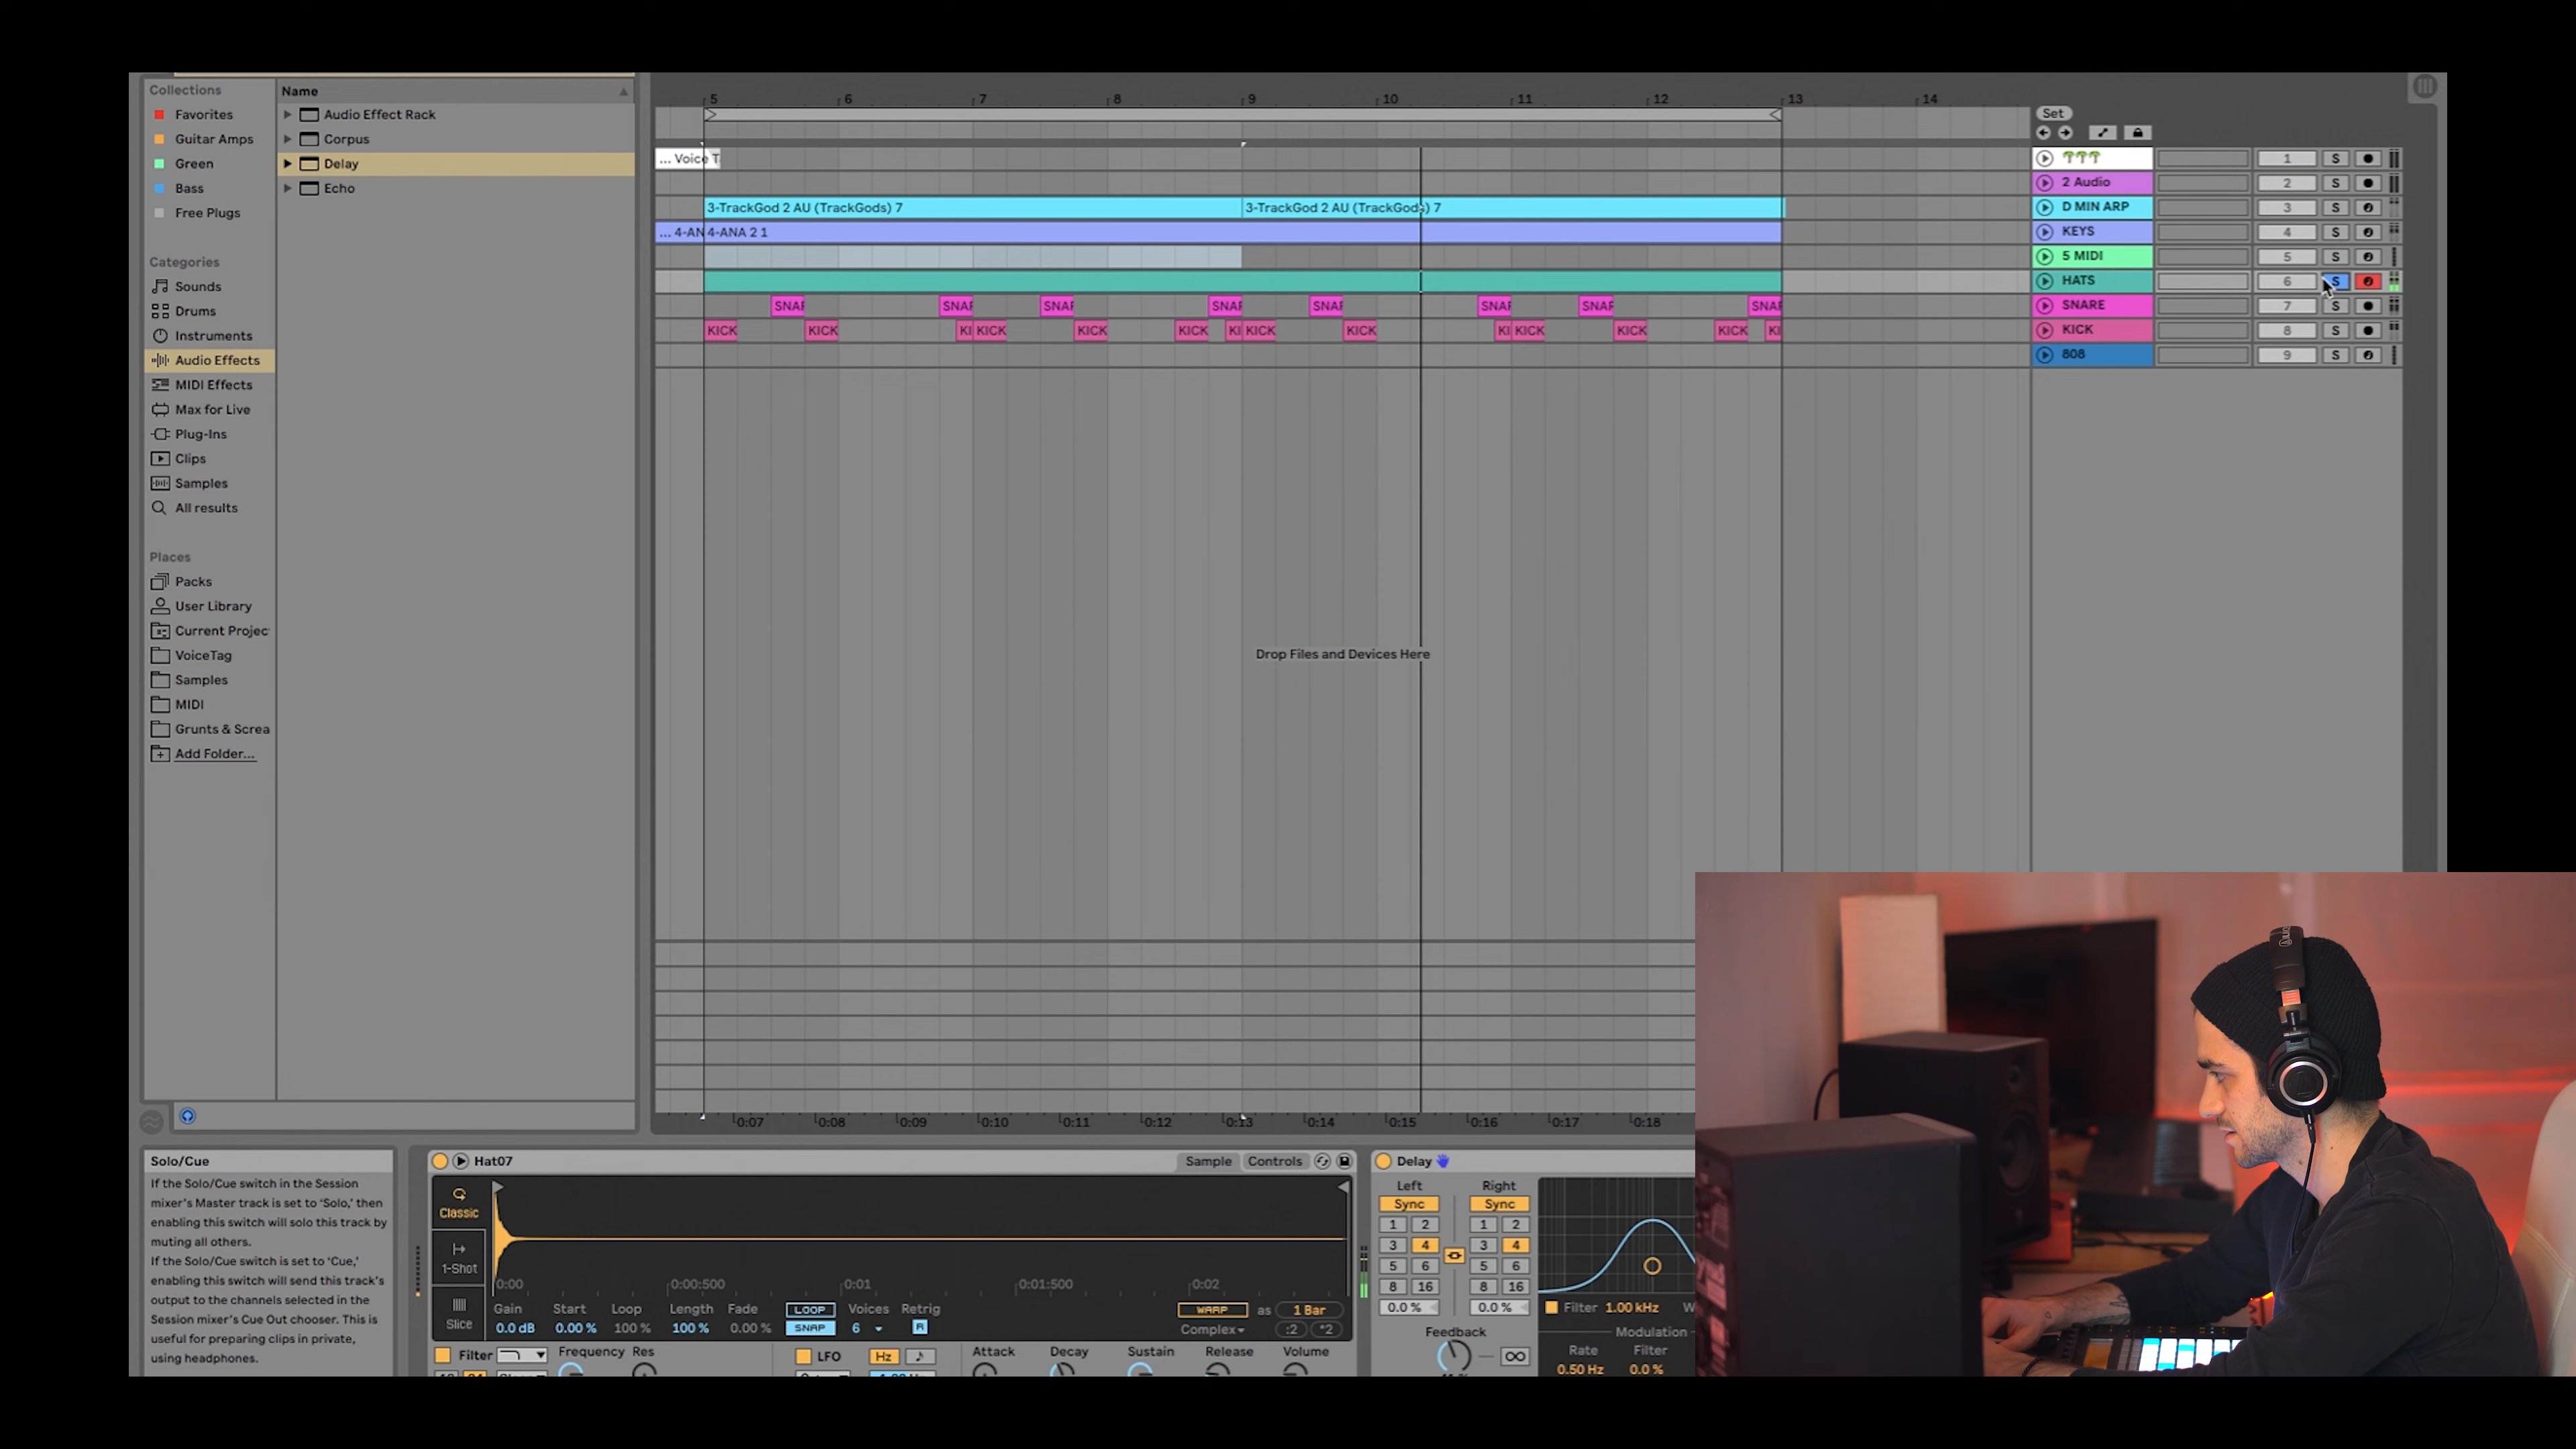 Collections
Favorites
Guitar Amps
Green
Bass
Free Plugs
Categories
Sounds
Drums
Instruments
Audio Effects
MIDI Effects
Max for Live
Plug-Ins
Clips
Samples
All results
Places
Packs
User Library
Current Projec
VoiceTag
Samples
MIDI
Grunts & Screa
Add Folder...
Name
Audio Effect Rack
Corpus
Delay
Echo
5 6 7 8 9 10 11 12 13 14
... Voice T
3-TrackGod 2 AU (TrackGods) 7 3-TrackGod 2 AU (TrackGods) 7
... 4-AN 4-ANA 2 1
SNAF SNAF SNAF SNAF SNAF SNAF SNAF SNAF
KICK KICK KI KICK KICK KICK KI KICK KICK KI KICK KICK KICK KI
Drop Files and Devices Here
0:07 0:08 0:09 0:10 0:11 0:12 0:13 0:14 0:15 0:16 0:17 0:18
Set
1 S
2 Audio 2 S
D MIN ARP 3 S
KEYS 4 S
5 MIDI 5 S
HATS 6 S
SNARE 7 S
KICK 8 S
808 9 S
Solo/Cue
If the Solo/Cue switch in the Session
mixer's Master track is set to 'Solo,' then
enabling this switch will solo this track by
muting all others.
If the Solo/Cue switch is set to 'Cue,'
enabling this switch will send this track's
output to the channels selected in the
Session mixer's Cue Out chooser. This is
useful for preparing clips in private,
using headphones.
Hat07 Sample Controls
Classic
1-Shot
Slice
0:00 0:00:500 0:01 0:01:500 0:02
Gain Start Loop Length Fade LOOP Voices Retrig WARP as 1 Bar
0.0 dB 0.00 % 100 % 100 % 0.00 % SNAP 6 R Complex :2 *2
Filter Frequency Res LFO Hz Attack Decay Sustain Release Volume
Delay
Left Right
Sync Sync
1 2 1 2
3 4 3 4
5 6 5 6
8 16 8 16
0.0 % 0.0 %
Feedback
Filter 1.00 kHz
Modulation
Rate Filter
0.50 Hz 0.0 %